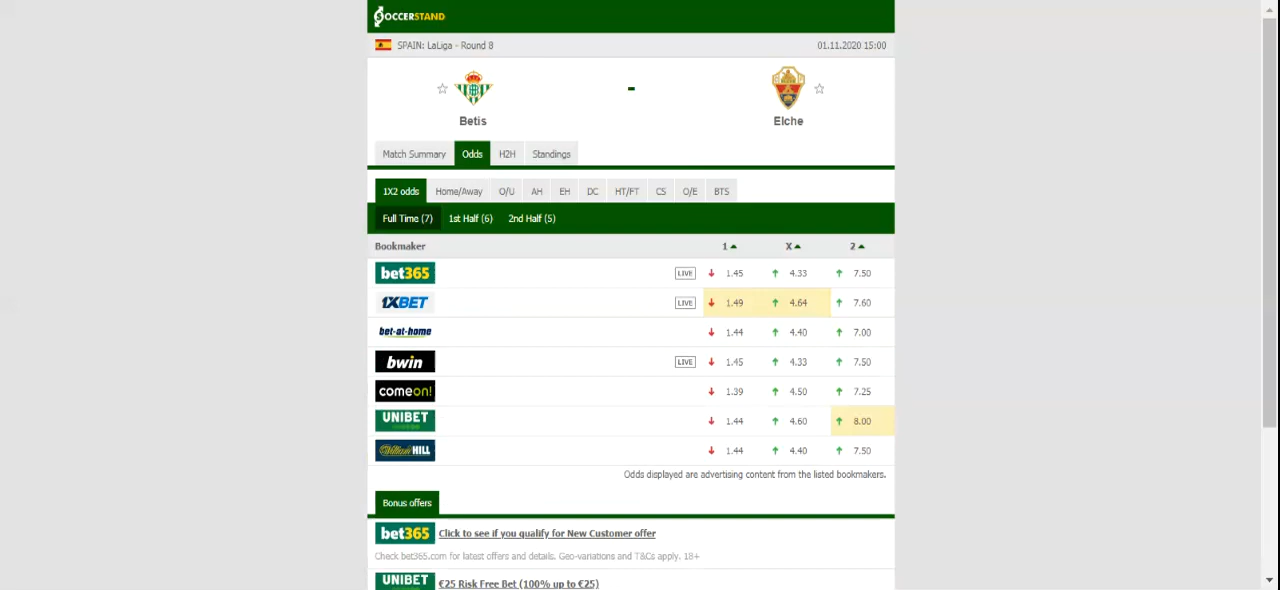 SOCCERSTAND
SPAIN: LaLiga - Round 8 01.11.2020 15:00
-
Betis Elche
Match Summary Odds H2H Standings
1X2 odds Home/Away O/U AH EH DC HT/FT CS O/E BTS
Full Time (7) 1st Half (6) 2nd Half (5)
Bookmaker 1 X 2
bet365 LIVE 1.45 4.33 7.50
1XBET LIVE 1.49 4.64 7.60
bet-at-home 1.44 4.40 7.00
bwin LIVE 1.45 4.33 7.50
comeon! 1.39 4.50 7.25
UNIBET 1.44 4.60 8.00
William HILL 1.44 4.40 7.50
Odds displayed are advertising content from the listed bookmakers.
Bonus offers
bet365 Click to see if you qualify for New Customer offer
Check bet365.com for latest offers and details. Geo-variations and T&Cs apply. 18+
UNIBET €25 Risk Free Bet (100% up to €25)